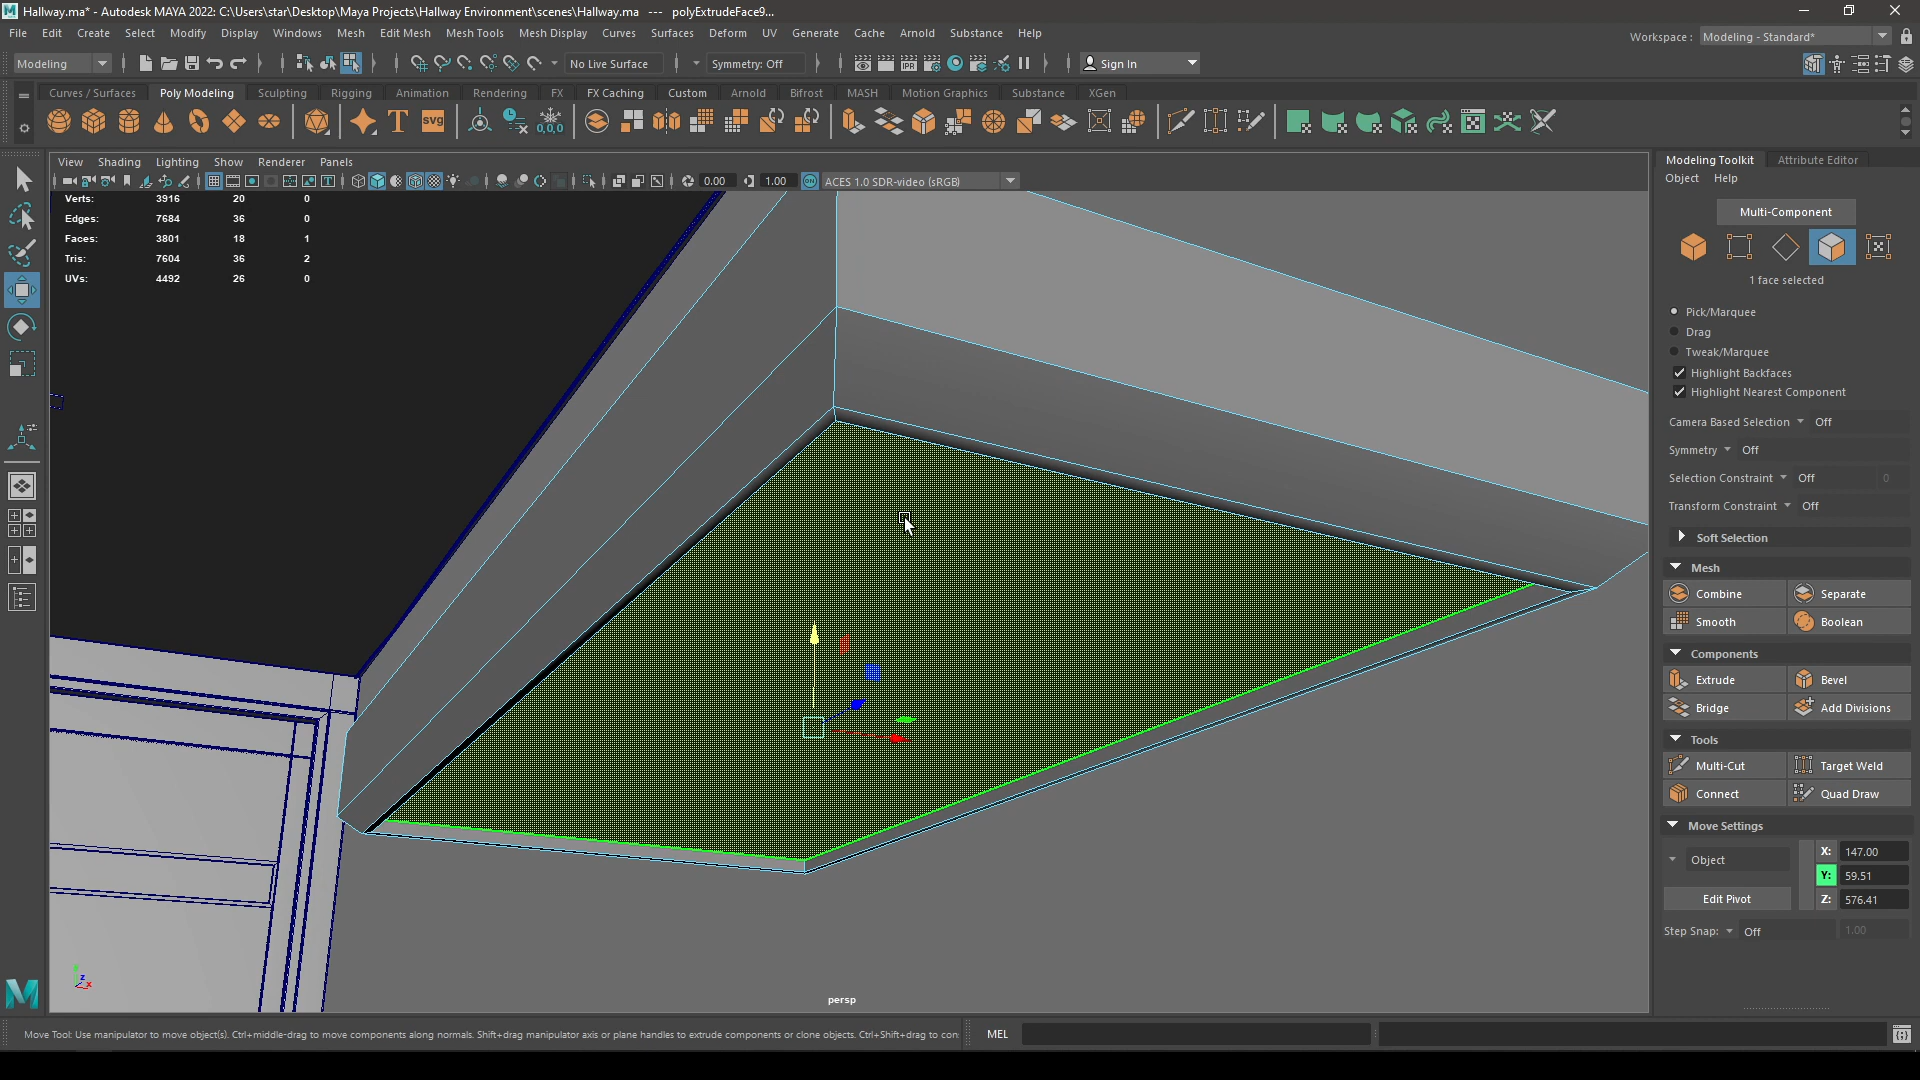 Hallway.ma* - Autodesk MAYA 2022: C:\Users\star\Desktop\Maya Projects\Hallway Environment\scenes\Hallway.ma --- polyExtrudeFace9...
File Edit Create Select Modify Display Windows Mesh Edit Mesh Mesh Tools Mesh Display Curves Surfaces Deform UV Generate Cache Arnold Substance Help
Workspace : Modeling - Standard*
Modeling
No Live Surface
Symmetry: Off
IPR
Sign In
Curves / Surfaces Poly Modeling Sculpting Rigging Animation Rendering FX FX Caching Custom Arnold Bifrost MASH Motion Graphics Substance XGen
T
svg
0,0,0
View Shading Lighting Show Renderer Panels
0.00
1.00
ON
ACES 1.0 SDR-video (sRGB)
Verts: 3916 20 0
Edges: 7684 36 0
Faces: 3801 18 1
Tris: 7604 36 2
UVs: 4492 26 0
persp
Modeling Toolkit Attribute Editor
Object Help
Multi-Component
1 face selected
Pick/Marquee
Drag
Tweak/Marquee
Highlight Backfaces
Highlight Nearest Component
Camera Based Selection Off
Symmetry Off
Selection Constraint Off 0
Transform Constraint Off
Soft Selection
Mesh
Combine Separate
Smooth Boolean
Components
Extrude Bevel
Bridge Add Divisions
Tools
Multi-Cut Target Weld
Connect Quad Draw
Move Settings
Object
X: 147.00
Y: 59.51
Edit Pivot
Z: 576.41
Step Snap: Off 1.00
Move Tool: Use manipulator to move object(s). Ctrl+middle-drag to move components along normals. Shift+drag manipulator axis or plane handles to extrude components or clone objects. Ctrl+Shift+drag to con
MEL